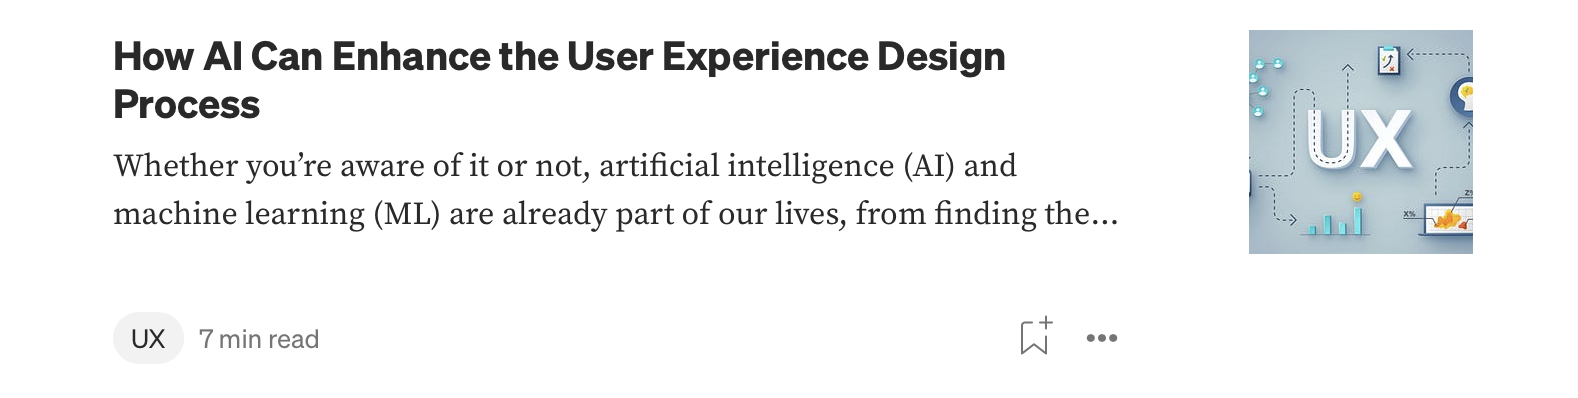 How AI Can Enhance the User Experience Design
Process
Whether you’re aware of it or not, artificial intelligence (AI) and
machine learning (ML) are already part of our lives, from finding the…
UX
X%
UX
7 min read